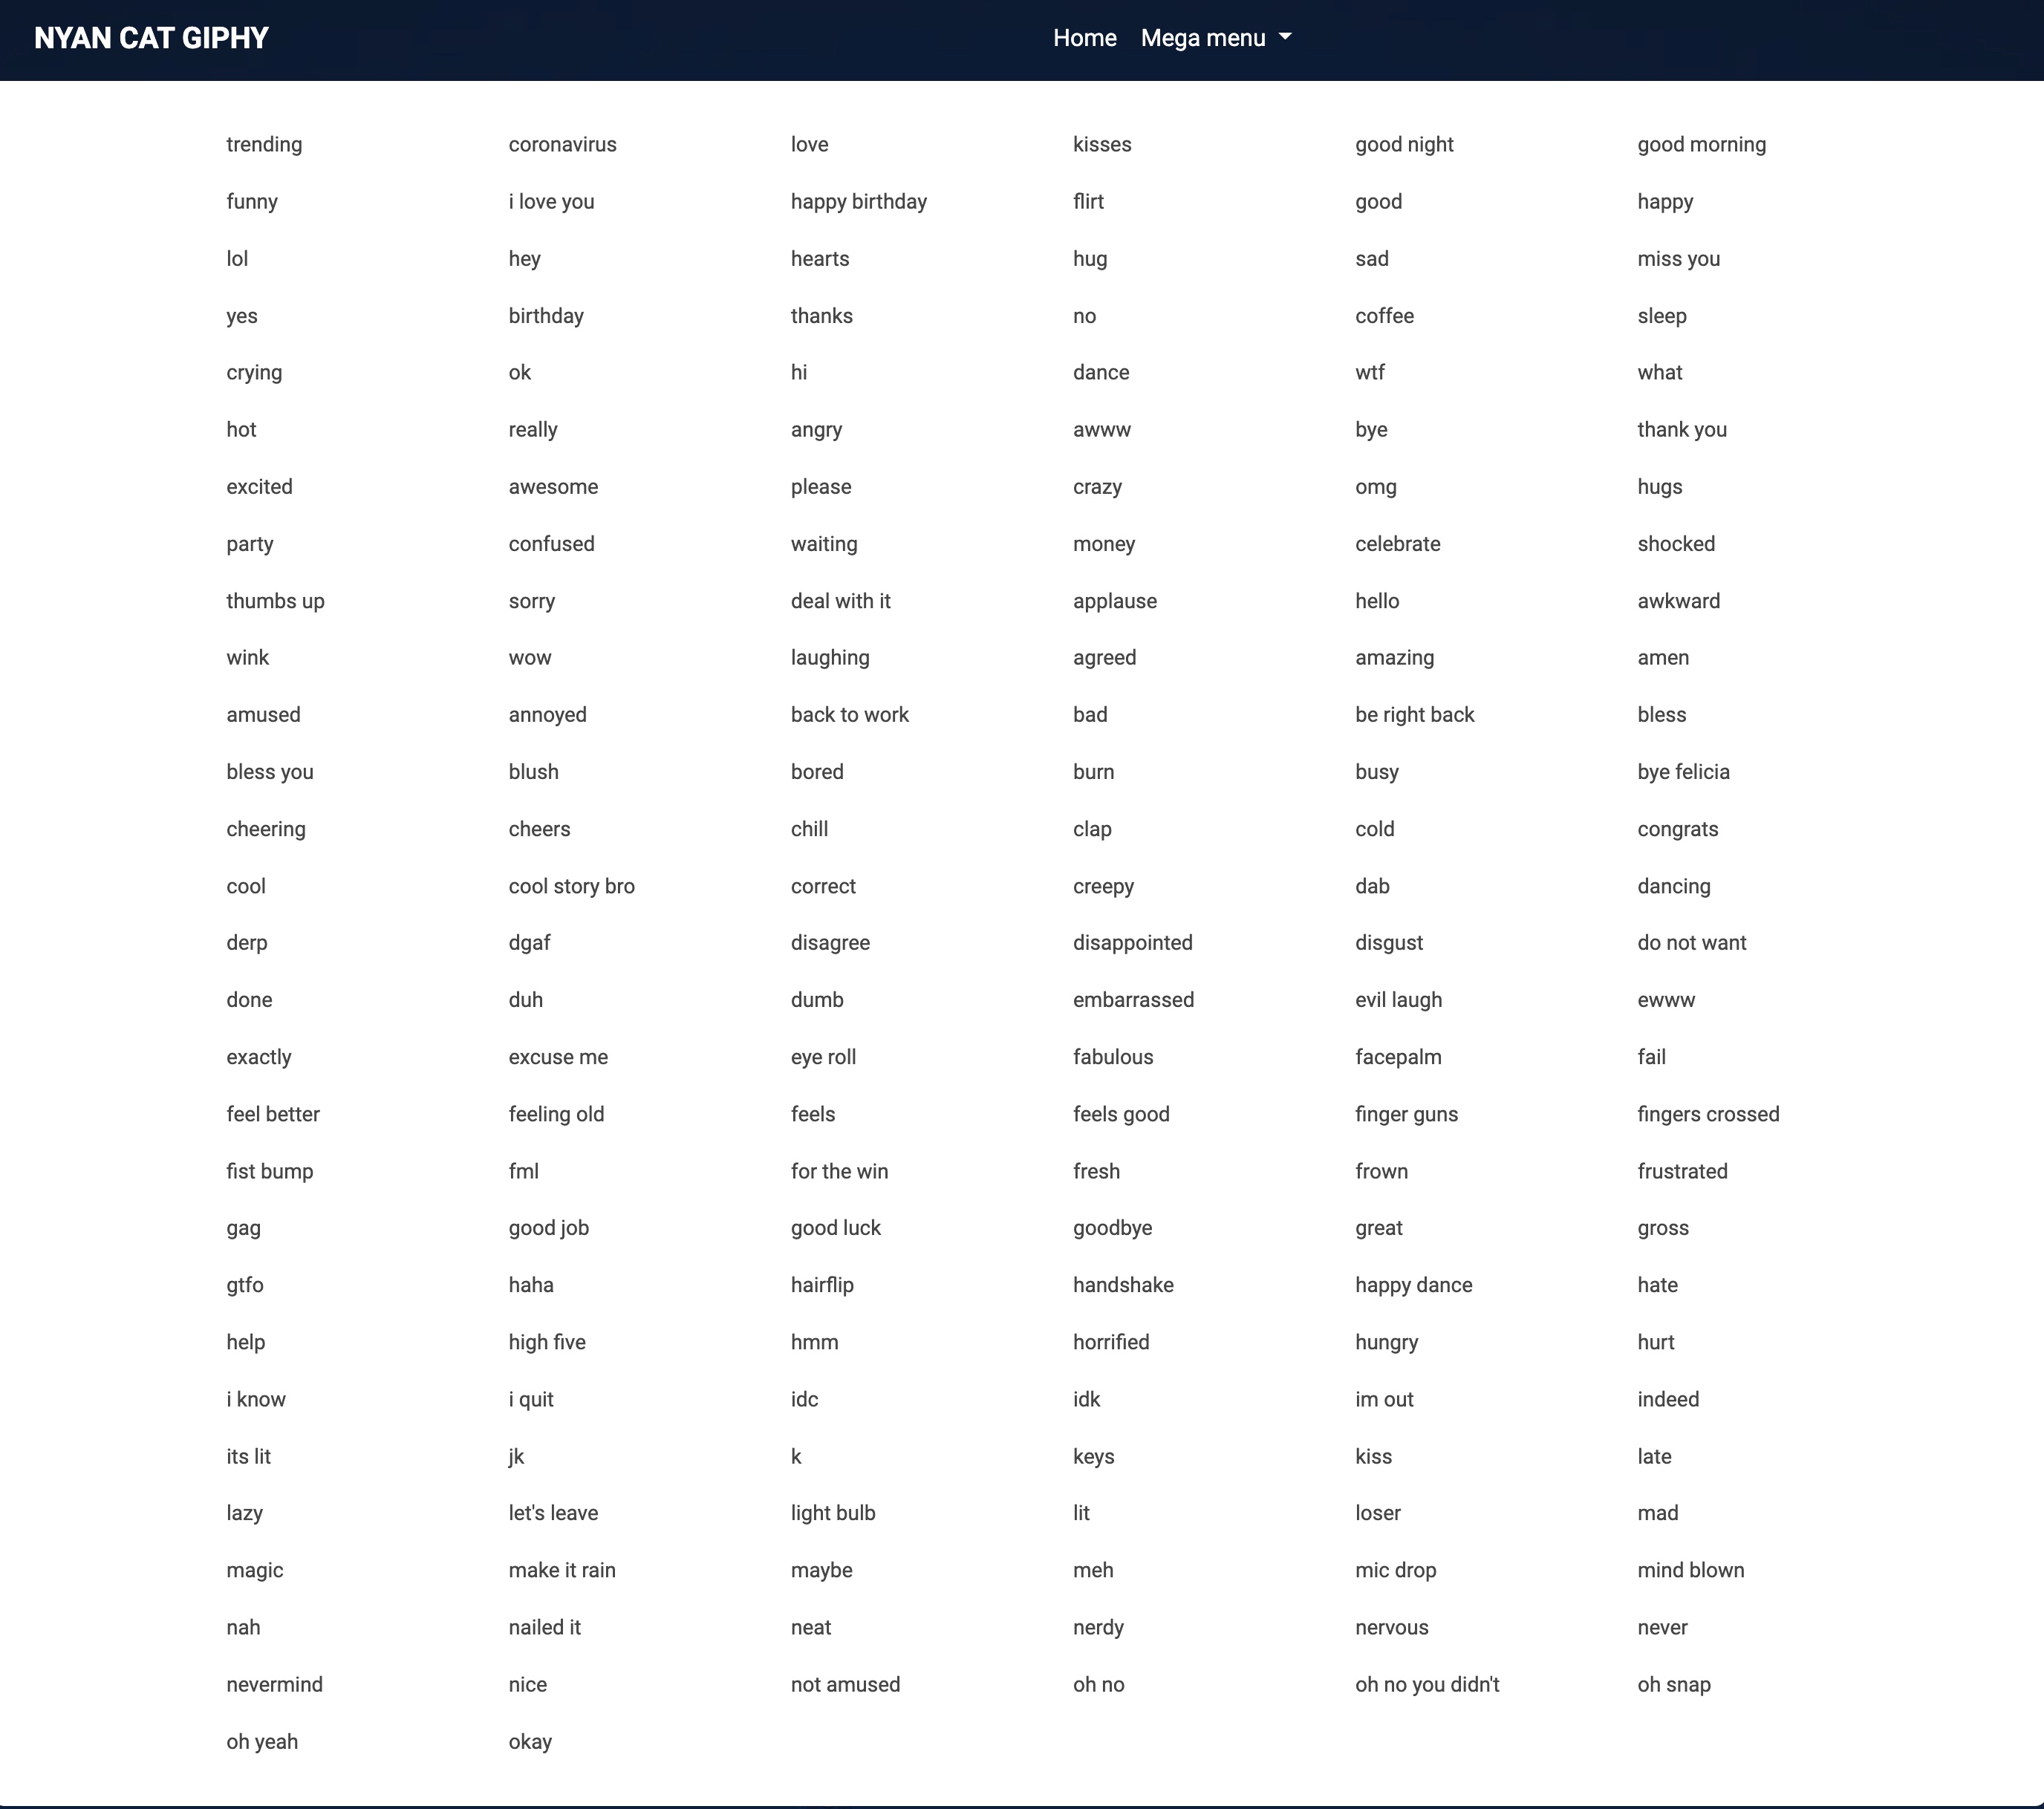 NYAN CAT GIPHY Home Mega menu
trending coronavirus love kisses good night good morning
funny i love you happy birthday flirt good happy
lol hey hearts hug sad miss you
yes birthday thanks no coffee sleep
crying ok hi dance wtf what
hot really angry awww bye thank you
excited awesome please crazy omg hugs
party confused waiting money celebrate shocked
thumbs up sorry deal with it applause hello awkward
wink wow laughing agreed amazing amen
amused annoyed back to work bad be right back bless
bless you blush bored burn busy bye felicia
cheering cheers chill clap cold congrats
cool cool story bro correct creepy dab dancing
derp dgaf disagree disappointed disgust do not want
done duh dumb embarrassed evil laugh ewww
exactly excuse me eye roll fabulous facepalm fail
feel better feeling old feels feels good finger guns fingers crossed
fist bump fml for the win fresh frown frustrated
gag good job good luck goodbye great gross
gtfo haha hairflip handshake happy dance hate
help high five hmm horrified hungry hurt
i know i quit idc idk im out indeed
its lit jk k keys kiss late
lazy let's leave light bulb lit loser mad
magic make it rain maybe meh mic drop mind blown
nah nailed it neat nerdy nervous never
nevermind nice not amused oh no oh no you didn't oh snap
oh yeah okay